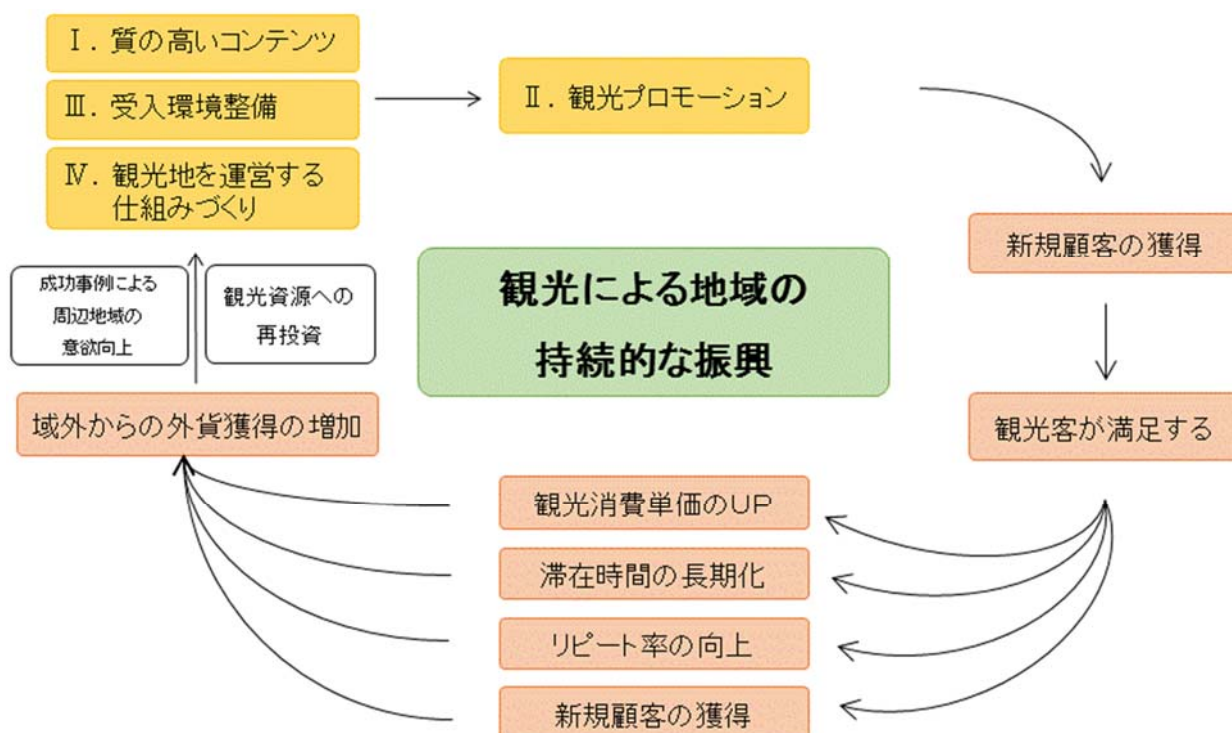 Ⅰ．質の高いコンテンツ
Ⅲ．受入環境整備
Ⅳ．観光地を運営する
仕組みづくり
Ⅱ．観光プロモーション
新規顧客の獲得
観光客が満足する
観光による地域の
持続的な振興
成功事例による
周辺地域の
意欲向上
観光資源への
再投資
域外からの外貨獲得の増加
観光消費単価のＵＰ
滞在時間の長期化
リピート率の向上
新規顧客の獲得